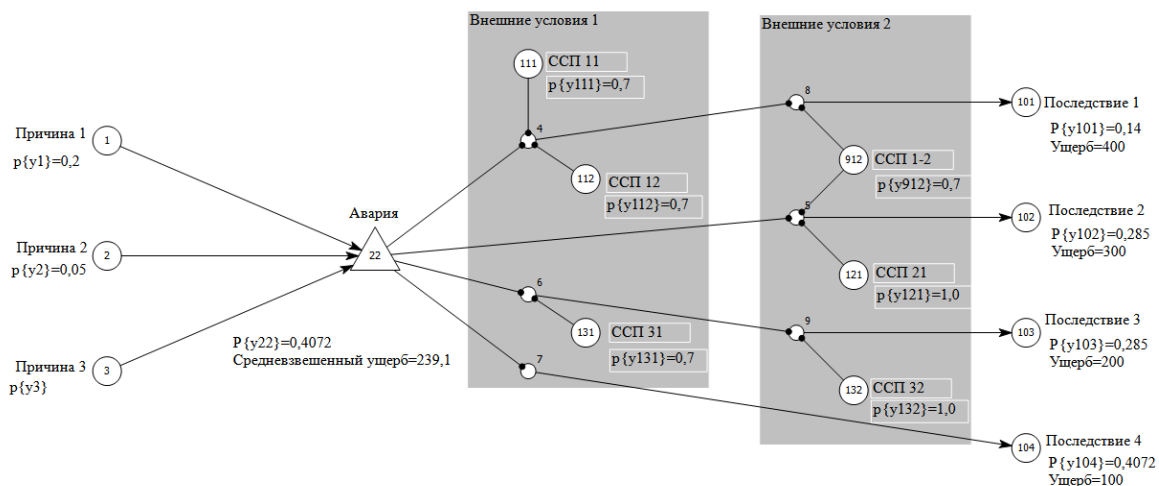 Внешние условия 1
Внешние условия 2
111
ССП 11
p{y111}=0,7
8
101
Последствие 1
P{y101}=0,14
Ущерб=400
Причина 1
1
p{y1}=0,2
4
912
ССП 1-2
p{y912}=0,7
112
ССП 12
p{y112}=0,7
Авария
5
102
Последствие 2
P{y102}=0,285
Ущерб=300
Причина 2
2
p{y2}=0,05
22
121
ССП 21
p{y121}=1,0
6
131
ССП 31
p{y131}=0,7
9
103
Последствие 3
P{y103}=0,285
Ущерб=200
P{y22}=0,4072
Средневзвешенный ущерб=239,1
Причина 3
3
p{y3}
7
132
ССП 32
p{y132}=1,0
104
Последствие 4
P{y104}=0,4072
Ущерб=100